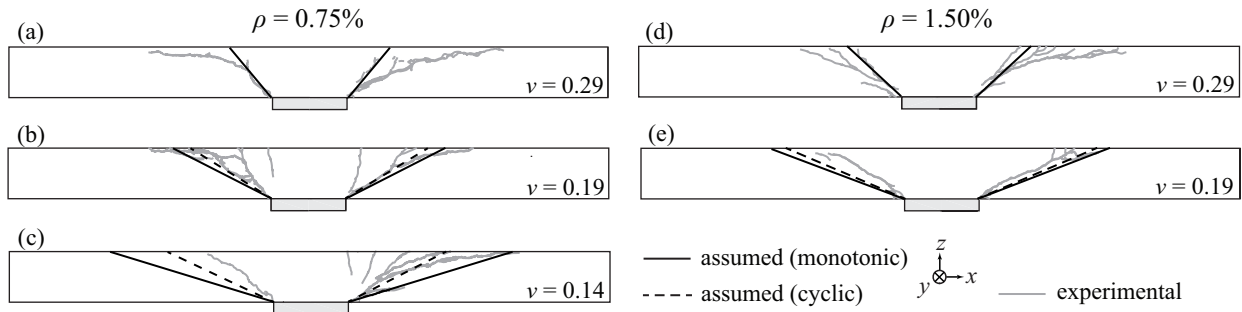 ρ = 0.75%
ρ = 1.50%
(a)
ν = 0.29
(d)
ν = 0.29
(b)
ν = 0.19
(e)
ν = 0.19
(c)
ν = 0.14
assumed (monotonic)
assumed (cyclic)
z
y
x
experimental